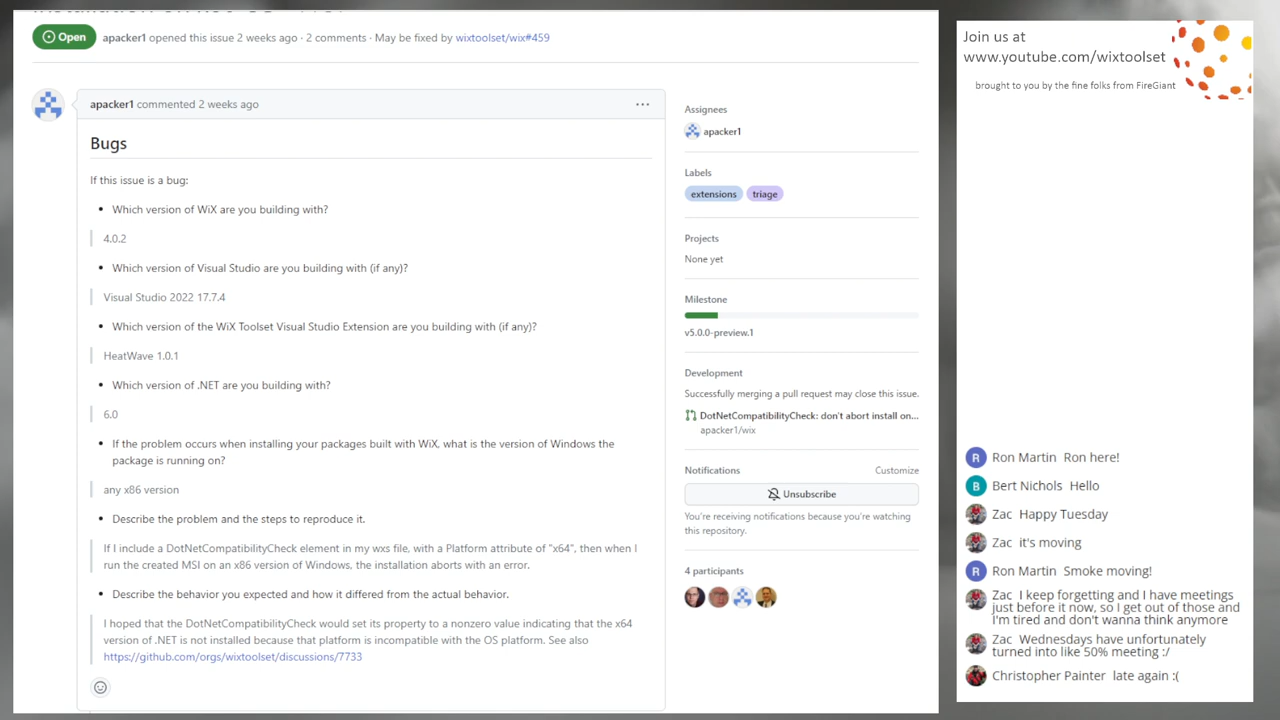 Open
apacker1 opened this issue 2 weeks ago · 2 comments · May be fixed by wixtoolset/wix#459
apacker1 commented 2 weeks ago
Bugs
If this issue is a bug:
• Which version of WiX are you building with?
4.0.2
• Which version of Visual Studio are you building with (if any)?
Visual Studio 2022 17.7.4
• Which version of the WiX Toolset Visual Studio Extension are you building with (if any)?
HeatWave 1.0.1
• Which version of .NET are you building with?
6.0
• If the problem occurs when installing your packages built with WiX, what is the version of Windows the
package is running on?
any x86 version
• Describe the problem and the steps to reproduce it.
If I include a DotNetCompatibilityCheck element in my wxs file, with a Platform attribute of "x64", then when I
run the created MSI on an x86 version of Windows, the installation aborts with an error.
• Describe the behavior you expected and how it differed from the actual behavior.
I hoped that the DotNetCompatibilityCheck would set its property to a nonzero value indicating that the x64
version of .NET is not installed because that platform is incompatible with the OS platform. See also
https://github.com/orgs/wixtoolset/discussions/7733
Assignees
apacker1
Labels
extensions triage
Projects
None yet
Milestone
v5.0.0-preview.1
Development
Successfully merging a pull request may close this issue.
DotNetCompatibilityCheck: don't abort install on...
apacker1/wix
Notifications Customize
Unsubscribe
You're receiving notifications because you're watching
this repository.
4 participants
Join us at
www.youtube.com/wixtoolset
brought to you by the fine folks from FireGiant
R Ron Martin Ron here!
B Bert Nichols Hello
Zac Happy Tuesday
Zac it's moving
R Ron Martin Smoke moving!
Zac I keep forgetting and I have meetings
just before it now, so I get out of those and
I'm tired and don't wanna think anymore
Zac Wednesdays have unfortunately
turned into like 50% meeting :/
Christopher Painter late again :(